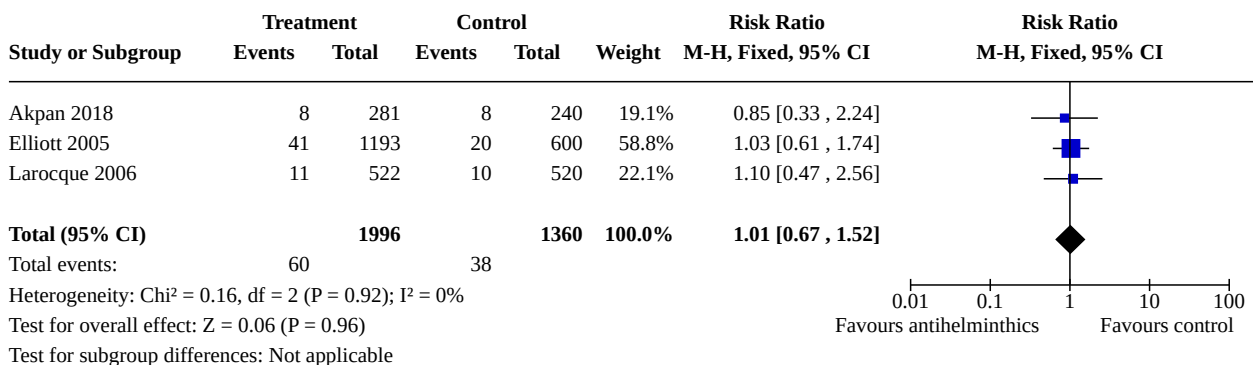 Treatment Control Risk Ratio Risk Ratio
Study or Subgroup Events Total Events Total Weight M-H, Fixed, 95% CI M-H, Fixed, 95% CI
Akpan 2018 8 281 8 240 19.1% 0.85 [0.33 , 2.24]
Elliott 2005 41 1193 20 600 58.8% 1.03 [0.61 , 1.74]
Larocque 2006 11 522 10 520 22.1% 1.10 [0.47 , 2.56]
Total (95% CI) 1996 1360 100.0% 1.01 [0.67 , 1.52]
Total events: 60 38
Heterogeneity: Chi² = 0.16, df = 2 (P = 0.92); I² = 0%
0.01 0.1 1 10 100
Test for overall effect: Z = 0.06 (P = 0.96)
Favours antihelminthics Favours control
Test for subgroup differences: Not applicable